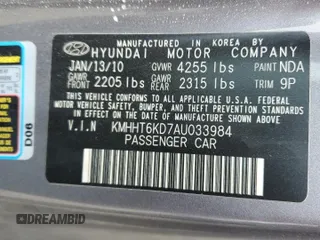 MANUFACTURED IN KOREA BY
HYUNDAI MOTOR COMPANY
JAN/13/10 GVWR 4255 lbs PAINT NDA
GAWR FRONT 2205 lbs GAWR REAR 2315 lbs TRIM 9P
THIS VEHICLE CONFORMS TO ALL APPLICABLE FEDERAL
MOTOR VEHICLE SAFETY, BUMPER, AND THEFT
PREVENTION STANDARDS IN EFFECT ON THE DATE
OF MANUFACTURE SHOWN ABOVE.
V.I.N KMHHT6KD7AU033984
PASSENGER CAR
D06
DREAMBID